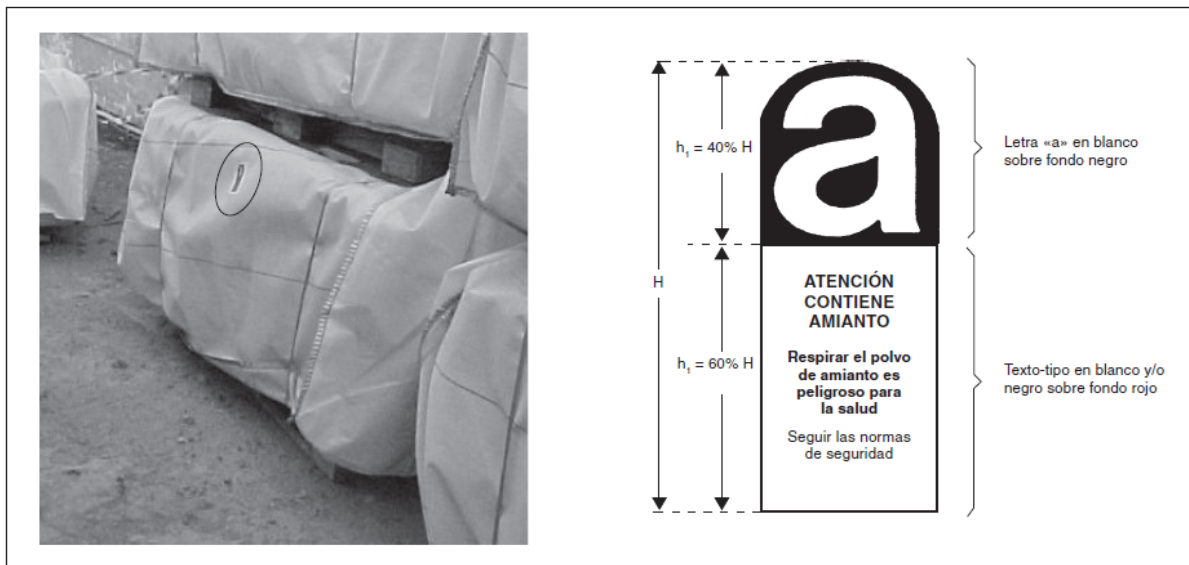 h1 = 40% H
a
Letra «a» en blanco
sobre fondo negro
H
h1 = 60% H
ATENCIÓN
CONTIENE
AMIANTO
Respirar el polvo
de amianto es
peligroso para
la salud
Seguir las normas
de seguridad
Texto-tipo en blanco y/o
negro sobre fondo rojo